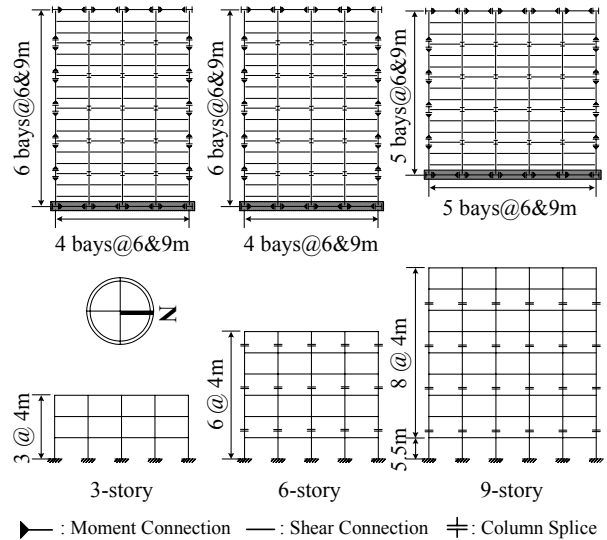 6 bays@6&9m
6 bays@6&9m
5 bays@6&9m
4 bays@6&9m
4 bays@6&9m
5 bays@6&9m
N
3 @ 4m
6 @ 4m
8 @ 4m
5.5m
3-story
6-story
9-story
: Moment Connection
: Shear Connection
: Column Splice